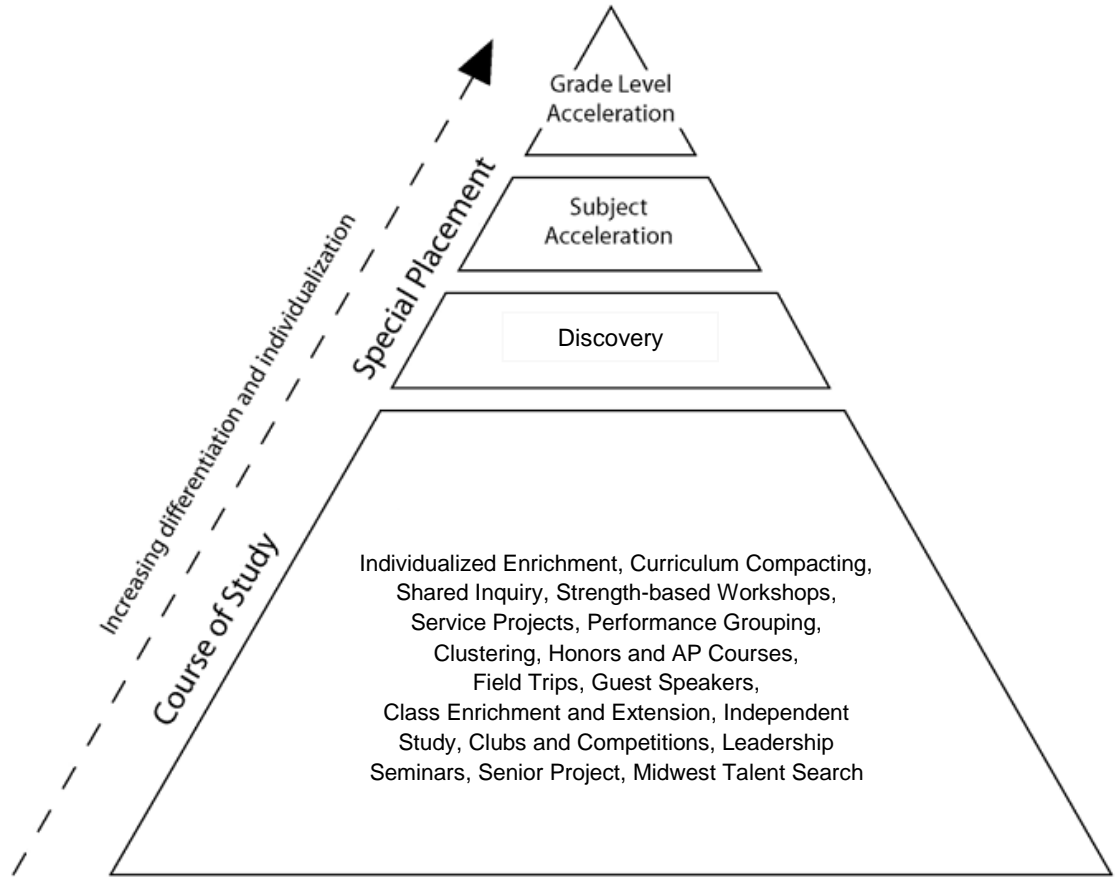 Grade Level
Acceleration
Subject
Acceleration
Discovery
Special Placement
Increasing differentiation and individualization
Course of Study
Individualized Enrichment, Curriculum Compacting,
Shared Inquiry, Strength-based Workshops,
Service Projects, Performance Grouping,
Clustering, Honors and AP Courses,
Field Trips, Guest Speakers,
Class Enrichment and Extension, Independent
Study, Clubs and Competitions, Leadership
Seminars, Senior Project, Midwest Talent Search